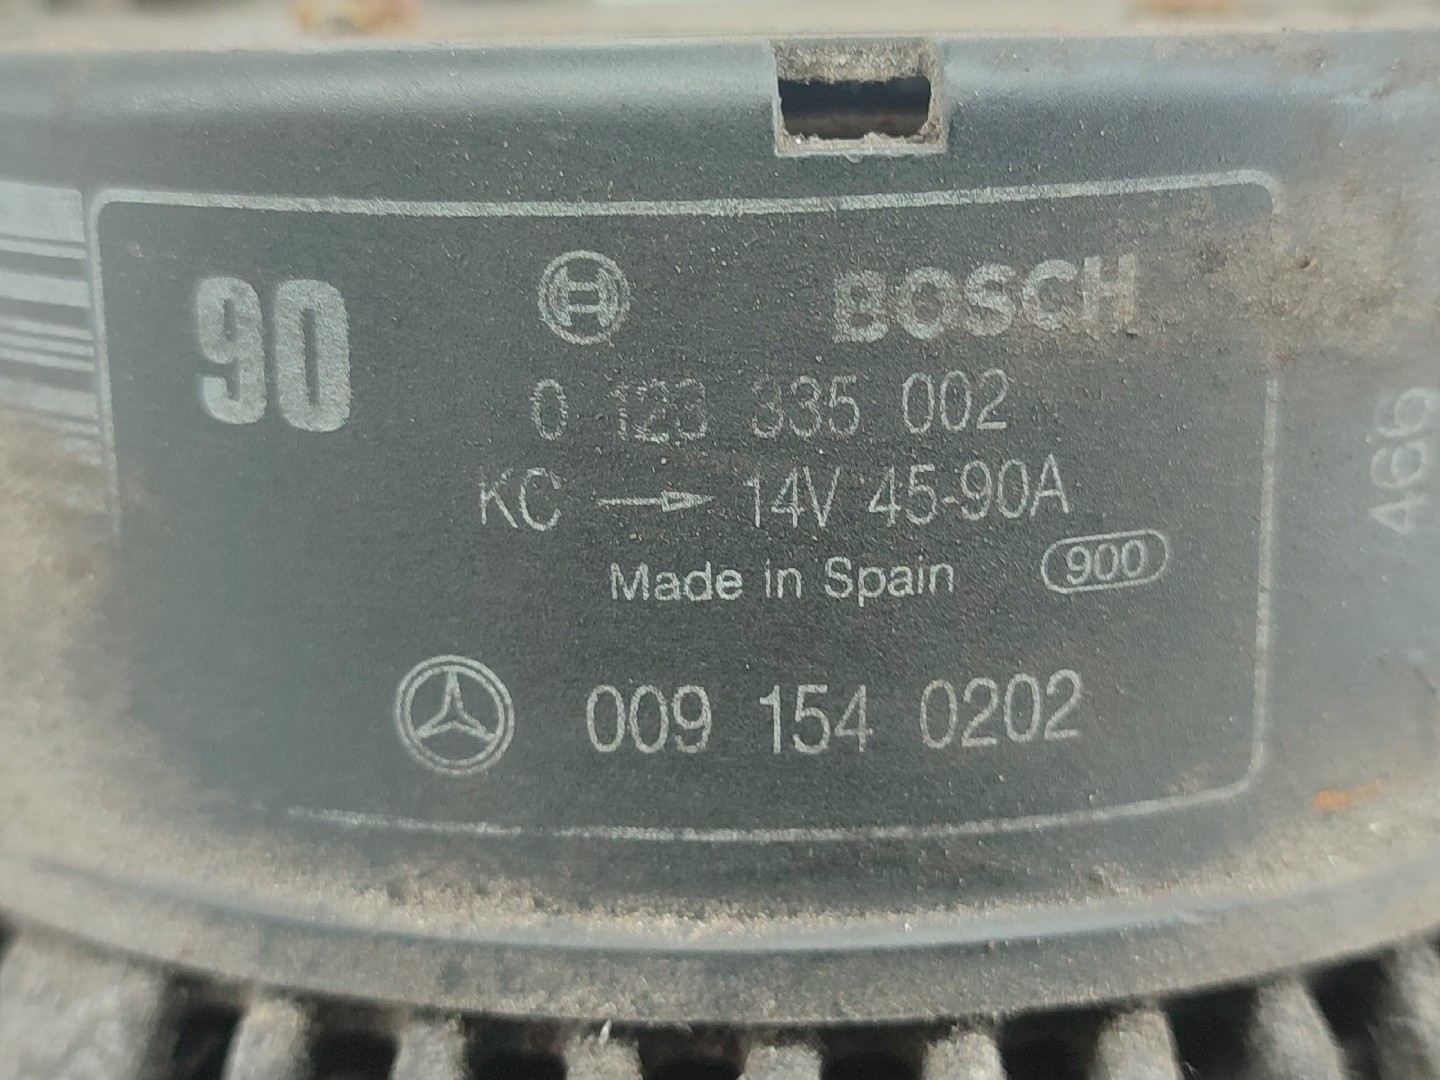 90
BOSCH
0 123 335 002
KC → 14V 45-90A
Made in Spain 900
009 154 0202
466